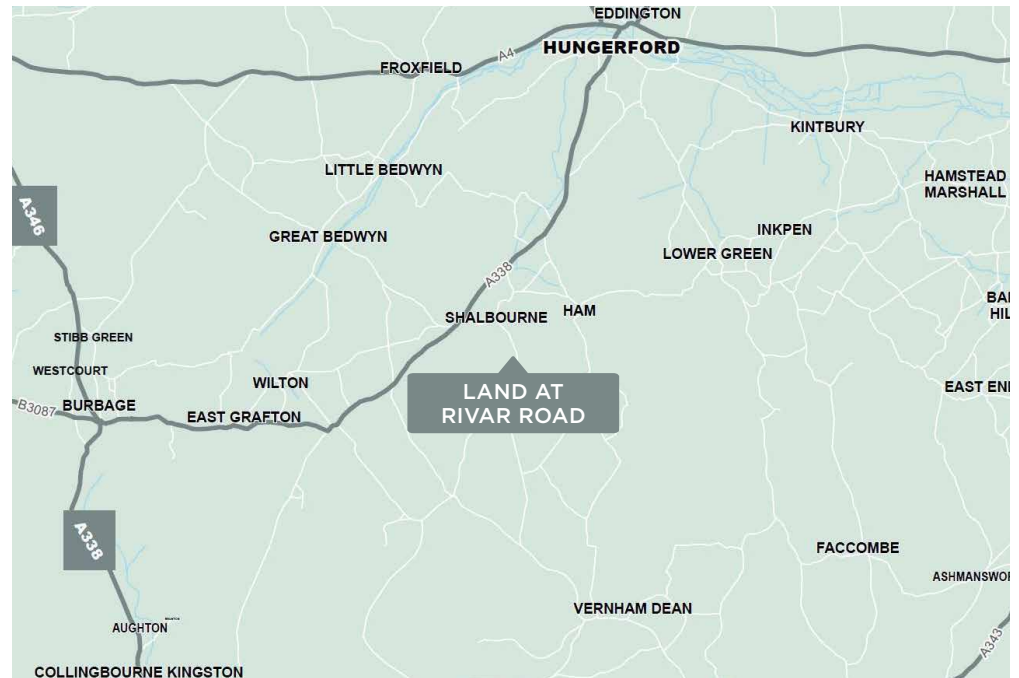 EDDINGTON
HUNGERFORD
A4
FROXFIELD
KINTBURY
LITTLE BEDWYN
HAMSTEAD
MARSHALL
A346
INKPEN
GREAT BEDWYN
LOWER GREEN
A338
HAM
SHALBOURNE
STIBB GREEN
WESTCOURT
WILTON
LAND AT
RIVAR ROAD
EAST EN
B3087
BURBAGE
EAST GRAFTON
A338
FACCOMBE
VERNHAM DEAN
AUGHTON
A343
COLLINGBOURNE KINGSTON